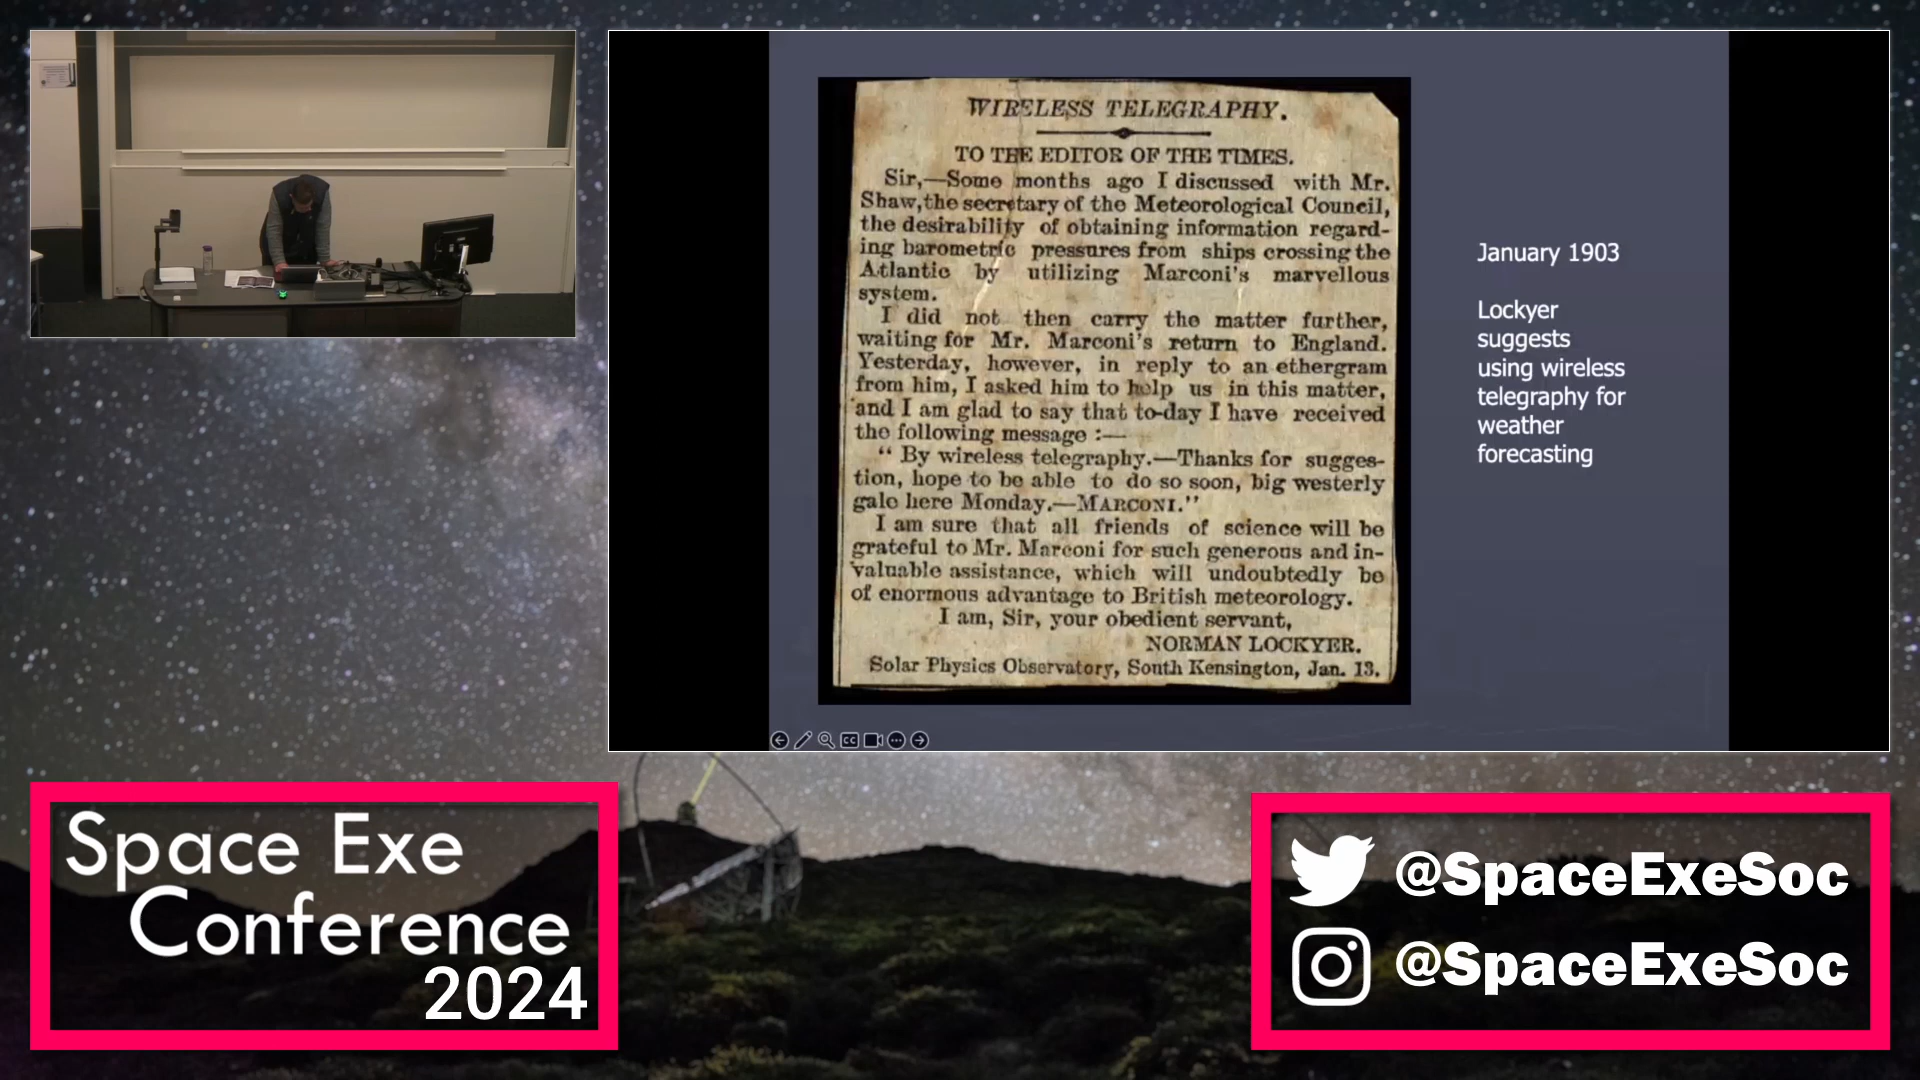 WIRELESS TELEGRAPHY.
TO THE EDITOR OF THE TIMES.
Sir,—Some months ago I discussed with Mr.
Shaw, the secretary of the Meteorological Council,
the desirability of obtaining information regard-
ing barometric pressures from ships crossing the
Atlantic by utilizing Marconi's marvellous
system.
I did not then carry the matter further,
waiting for Mr. Marconi's return to England.
Yesterday, however, in reply to an ethergram
from him, I asked him to help us in this matter,
and I am glad to say that to-day I have received
the following message :—
“ By wireless telegraphy.—Thanks for sugges-
tion, hope to be able to do so soon, big westerly
gale here Monday.—MARCONI.”
I am sure that all friends of science will be
grateful to Mr. Marconi for such generous and in-
valuable assistance, which will undoubtedly be
of enormous advantage to British meteorology.
I am, Sir, your obedient servant,
NORMAN LOCKYER.
Solar Physics Observatory, South Kensington, Jan. 13.
January 1903
Lockyer
suggests
using wireless
telegraphy for
weather
forecasting
CC
Space Exe
Conference
2024
@SpaceExeSoc
@SpaceExeSoc